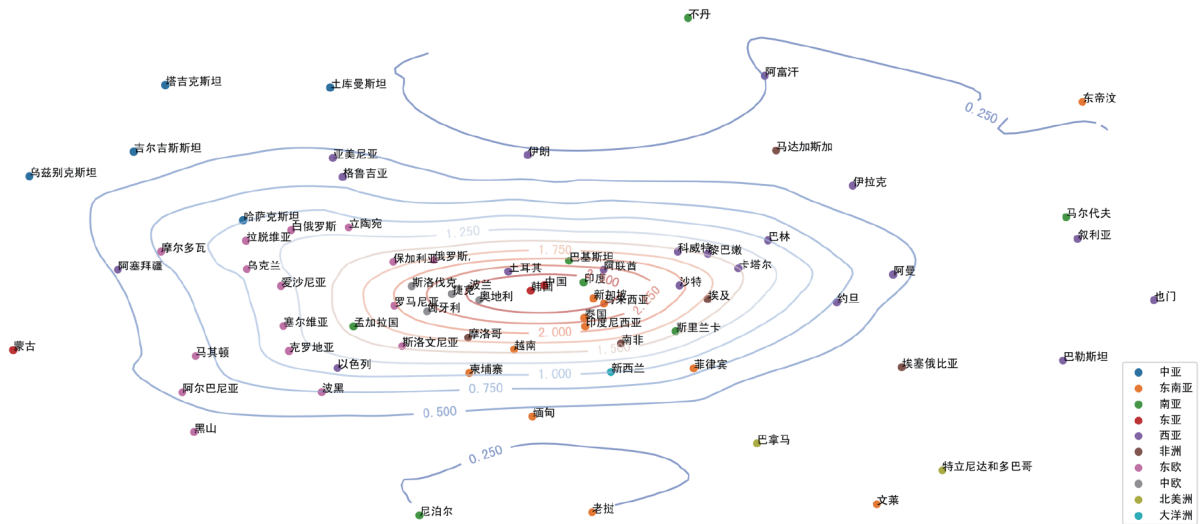 不丹
阿富汗
塔吉克斯坦
土库曼斯坦
东帝汶
0.250
吉尔吉斯斯坦
亚美尼亚
伊朗
马达加斯加
乌兹别克斯坦
格鲁吉亚
伊拉克
哈萨克斯坦
白俄罗斯
立陶宛
马尔代夫
1.250
拉脱维亚
巴林
叙利亚
摩尔多瓦
科威特
黎巴嫩
1.750
保加利亚
俄罗斯,
巴基斯坦
阿塞拜疆
乌克兰
土耳其
阿联酋
卡塔尔
阿曼
爱沙尼亚
斯洛伐克
波兰
中国
印度
沙特
捷克
奥地利
韩国
新加坡
2.250
埃及
约旦
也门
罗马尼亚
匈牙利
马来西亚
泰国
塞尔维亚
孟加拉国
印度尼西亚
摩洛哥
2.000
斯里兰卡
蒙古
马其顿
克罗地亚
斯洛文尼亚
越南
南非
1.500
以色列
柬埔寨
1.000
新西兰
菲律宾
埃塞俄比亚
巴勒斯坦
阿尔巴尼亚
波黑
0.750
0.500
缅甸
黑山
0.250
巴拿马
特立尼达和多巴哥
尼泊尔
老挝
文莱
中亚
东南亚
南亚
东亚
西亚
非洲
东欧
中欧
北美洲
大洋洲